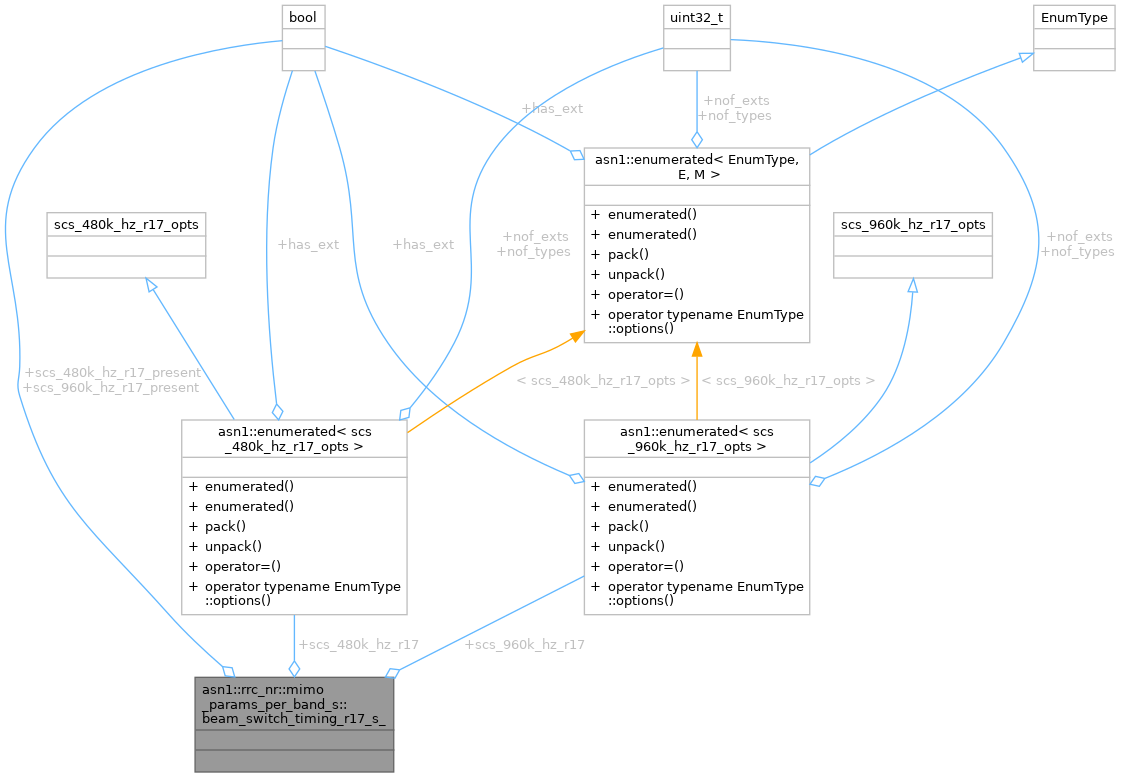 bool
uint32_t
EnumType
+has_ext
+nof_exts
+nof_types
asn1::enumerated< EnumType,
E, M >
+ enumerated()
+ enumerated()
+ pack()
+ unpack()
+ operator=()
+ operator typename EnumType
::options()
scs_480k_hz_r17_opts
scs_960k_hz_r17_opts
+has_ext
+has_ext
+nof_exts
+nof_types
+nof_exts
+nof_types
+scs_480k_hz_r17_present
+scs_960k_hz_r17_present
< scs_480k_hz_r17_opts >
< scs_960k_hz_r17_opts >
asn1::enumerated< scs
_480k_hz_r17_opts >
+ enumerated()
+ enumerated()
+ pack()
+ unpack()
+ operator=()
+ operator typename EnumType
::options()
asn1::enumerated< scs
_960k_hz_r17_opts >
+ enumerated()
+ enumerated()
+ pack()
+ unpack()
+ operator=()
+ operator typename EnumType
::options()
+scs_480k_hz_r17
+scs_960k_hz_r17
asn1::rrc_nr::mimo
_params_per_band_s::
beam_switch_timing_r17_s_